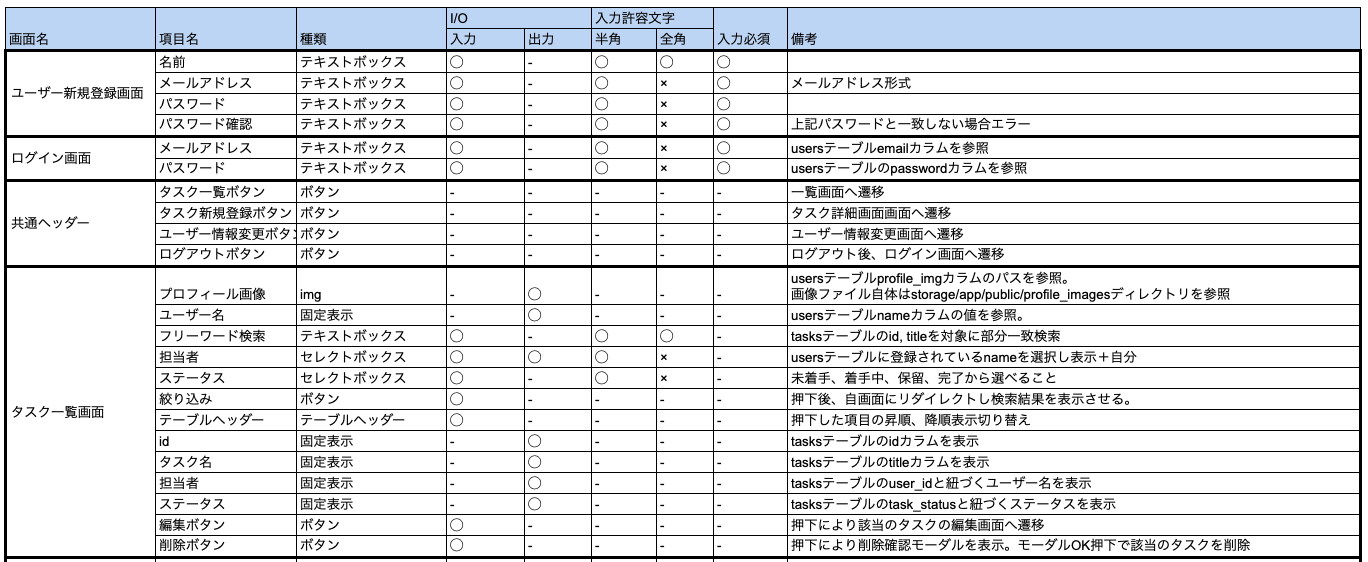 I/O 入力許容文字
画面名 項目名 種類 入力 出力 半角 全角 入力必須 備考
ユーザー新規登録画面
名前 テキストボックス 〇 - 〇 〇 〇
メールアドレス テキストボックス 〇 - 〇 × 〇 メールアドレス形式
パスワード テキストボックス 〇 - 〇 × 〇
パスワード確認 テキストボックス 〇 - 〇 × 〇 上記パスワードと一致しない場合エラー
ログイン画面
メールアドレス テキストボックス 〇 - 〇 × 〇 usersテーブルemailカラムを参照
パスワード テキストボックス 〇 - 〇 × 〇 usersテーブルのpasswordカラムを参照
共通ヘッダー
タスク一覧ボタン ボタン - - - - - 一覧画面へ遷移
タスク新規登録ボタン ボタン - - - - - タスク詳細画面画面へ遷移
ユーザー情報変更ボタン ボタン - - - - - ユーザー情報変更画面へ遷移
ログアウトボタン ボタン - - - - - ログアウト後、ログイン画面へ遷移
タスク一覧画面
プロフィール画像 img - 〇 - - - usersテーブルprofile_imgカラムのパスを参照。
画像ファイル自体はstorage/app/public/profile_imagesディレクトリを参照
ユーザー名 固定表示 - 〇 - - - usersテーブルnameカラムの値を参照。
フリーワード検索 テキストボックス 〇 - 〇 〇 - tasksテーブルのid, titleを対象に部分一致検索
担当者 セレクトボックス 〇 〇 〇 × - usersテーブルに登録されているnameを選択し表示＋自分
ステータス セレクトボックス 〇 - 〇 × - 未着手、着手中、保留、完了から選べること
絞り込み ボタン 〇 - - - - 押下後、自画面にリダイレクトし検索結果を表示させる。
テーブルヘッダー テーブルヘッダー 〇 - - - - 押下した項目の昇順、降順表示切り替え
id 固定表示 - 〇 - - - tasksテーブルのidカラムを表示
タスク名 固定表示 - 〇 - - - tasksテーブルのtitleカラムを表示
担当者 固定表示 - 〇 - - - tasksテーブルのuser_idと紐づくユーザー名を表示
ステータス 固定表示 - 〇 - - - tasksテーブルのtask_statusと紐づくステータスを表示
編集ボタン ボタン 〇 - - - - 押下により該当のタスクの編集画面へ遷移
削除ボタン ボタン 〇 - - - - 押下により削除確認モーダルを表示。モーダルOK押下で該当のタスクを削除